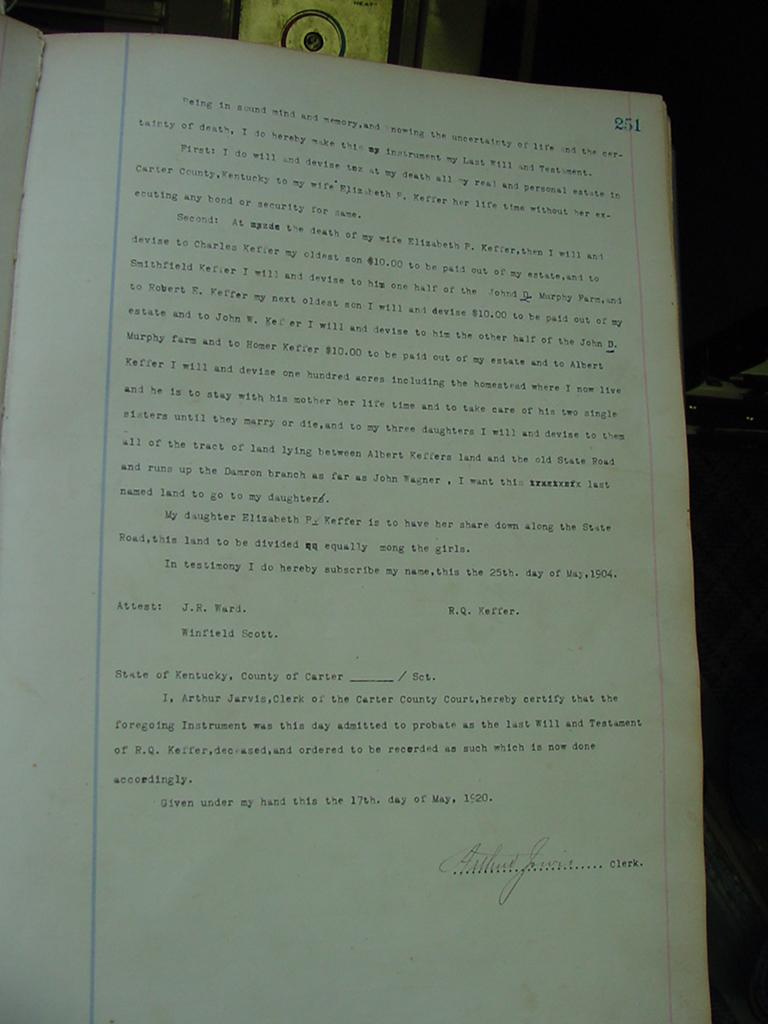 HEAT
251
Being in sound mind and memory,and knowing the uncertainty of life and the cer-
tainty of death, I do hereby make this my instrument my Last Will and Testament.
First: I do will and devise at my death all my real and personal estate in
Carter County,Kentucky to my wife Elizabeth P. Keffer her life time without her ex-
ecuting any bond or security for same.
Second: At the death of my wife Elizabeth P. Keffer,then I will and
devise to Charles Keffer my oldest son $10.00 to be paid out of my estate,and to
Smithfield Keffer I will and devise to him one half of the Johnd D. Murphy Farm,and
to Robert E. Keffer my next oldest son I will and devise $10.00 to be paid out of my
estate and to John W. Keffer I will and devise to him the other half of the John D.
Murphy farm and to Homer Keffer $10.00 to be paid out of my estate and to Albert
Keffer I will and devise one hundred acres including the homestead where I now live
and he is to stay with his mother her life time and to take care of his two single
sisters until they marry or die,and to my three daughters I will and devise to them
all of the tract of land lying between Albert Keffers land and the old State Road
and runs up the Damron branch as far as John Wagner , I want this last
named land to go to my daughters.
My daughter Elizabeth P. Keffer is to have her share down along the State
Road,this land to be divided qq equally mong the girls.
In testimony I do hereby subscribe my name,this the 25th. day of May,1904.
Attest: J.R. Ward. R.Q. Keffer.
Winfield Scott.
State of Kentucky, County of Carter ______ / Sct.
I, Arthur Jarvis,Clerk of the Carter County Court,hereby certify that the
foregoing Instrument was this day admitted to probate as the last Will and Testament
of R.Q. Keffer,deceased,and ordered to be recorded as such which is now done
accordingly.
Given under my hand this the 17th. day of May, 1920.
Arthur Jarvis ........ Clerk.